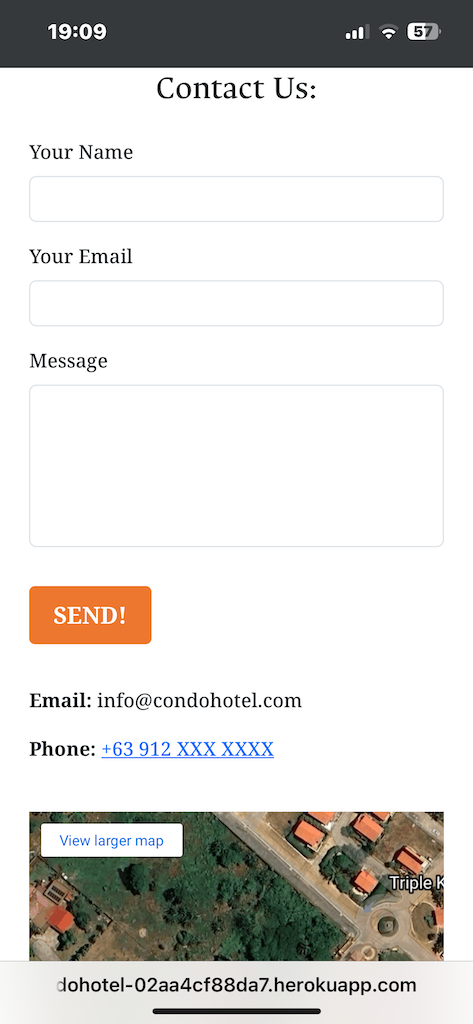 19:09
57
Contact Us:
Your Name
Your Email
Message
SEND!
Email: info@condohotel.com
Phone: +63 912 XXX XXXX
View larger map
Triple K
dohotel-02aa4cf88da7.herokuapp.com